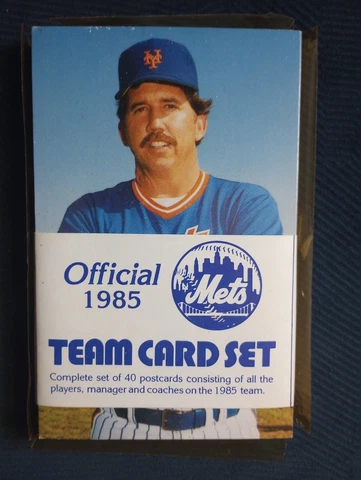 NY
Official
1985
Mets
TEAM CARD SET
Complete set of 40 postcards consisting of all the
players, manager and coaches on the 1985 team.